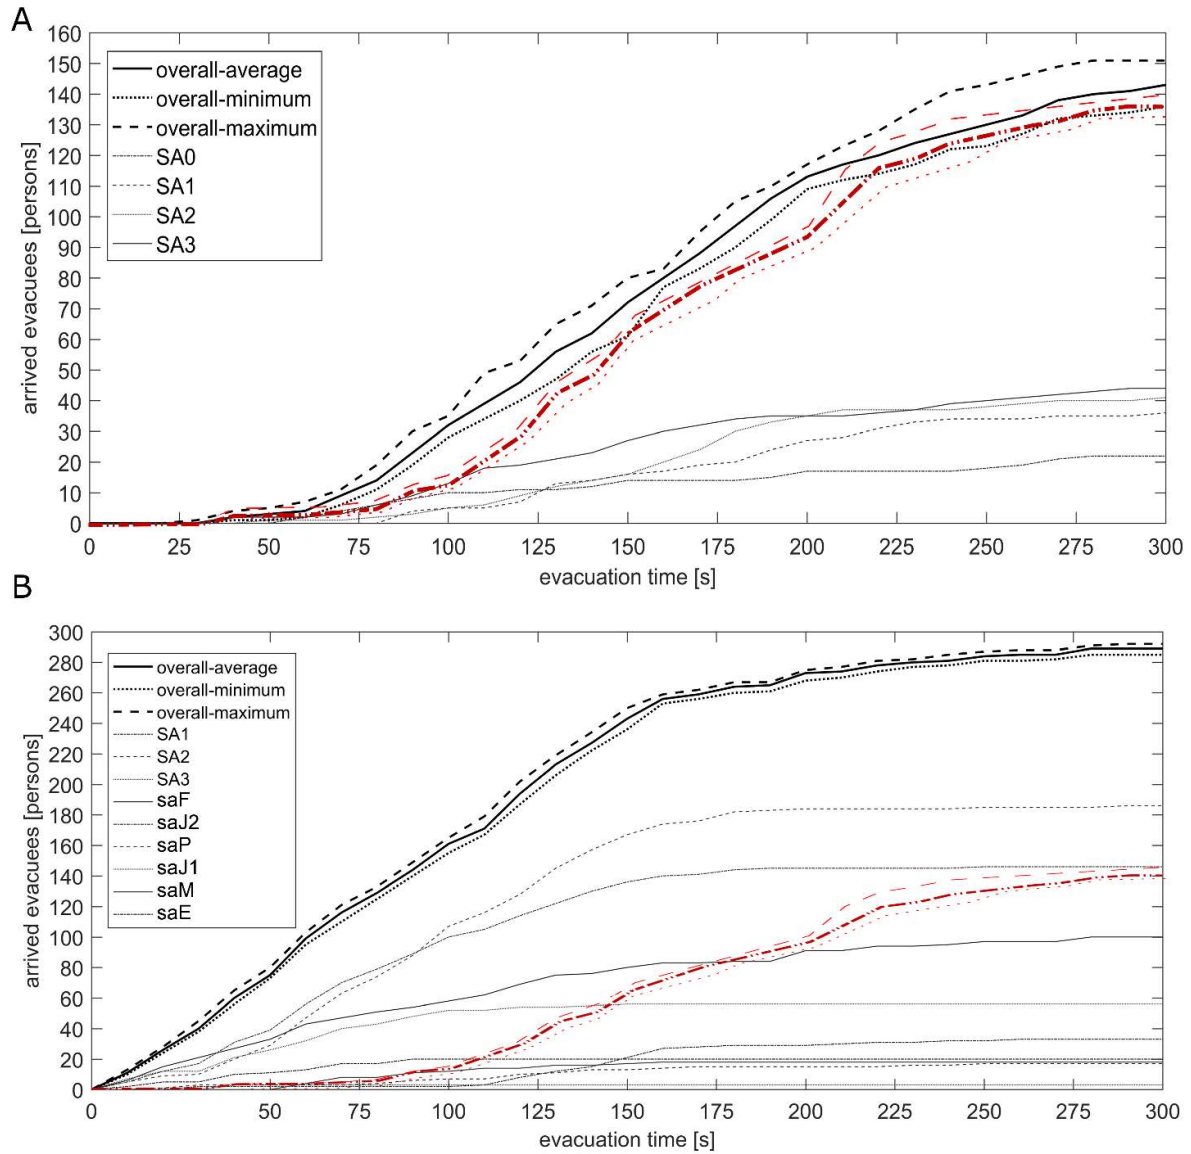 A
160
150
140
130
120
110
100
90
80
70
60
50
40
30
20
10
0
arrived evacuees [persons]
overall-average
overall-minimum
overall-maximum
SA0
SA1
SA2
SA3
0 25 50 75 100 125 150 175 200 225 250 275 300
evacuation time [s]
B
300
280
260
240
220
200
180
160
140
120
100
80
60
40
20
0
arrived evacuees [persons]
overall-average
overall-minimum
overall-maximum
SA1
SA2
SA3
saF
saJ2
saP
saJ1
saM
saE
0 50 75 100 125 150 175 200 225 250 275 300
evacuation time [s]